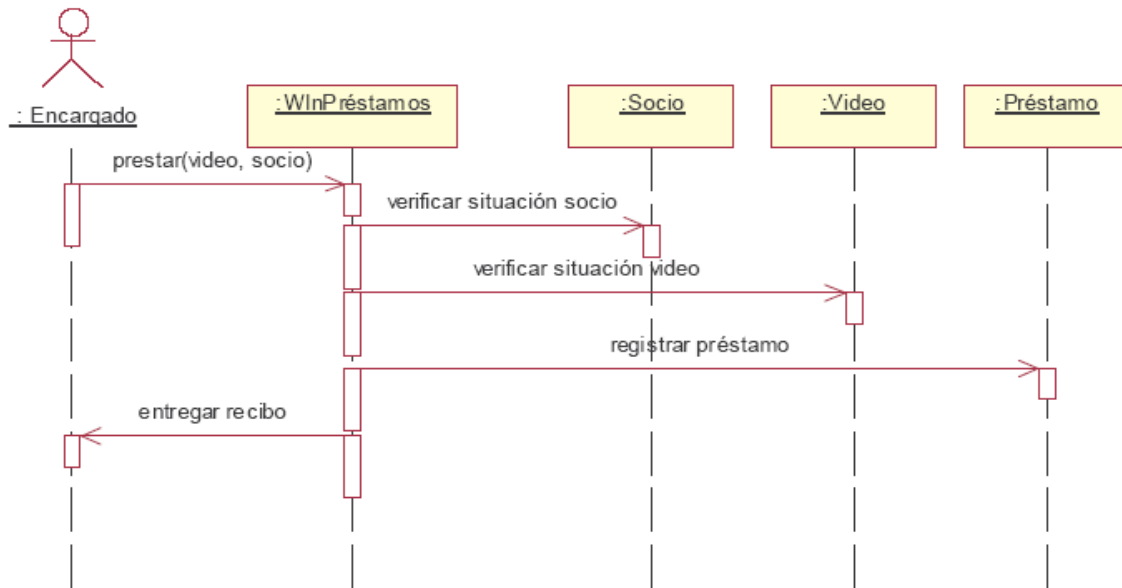 : Encargado
:WInPréstamos
:Socio
:Video
:Préstamo
prestar(video, socio)
verificar situación socio
verificar situación video
registrar préstamo
entregar recibo